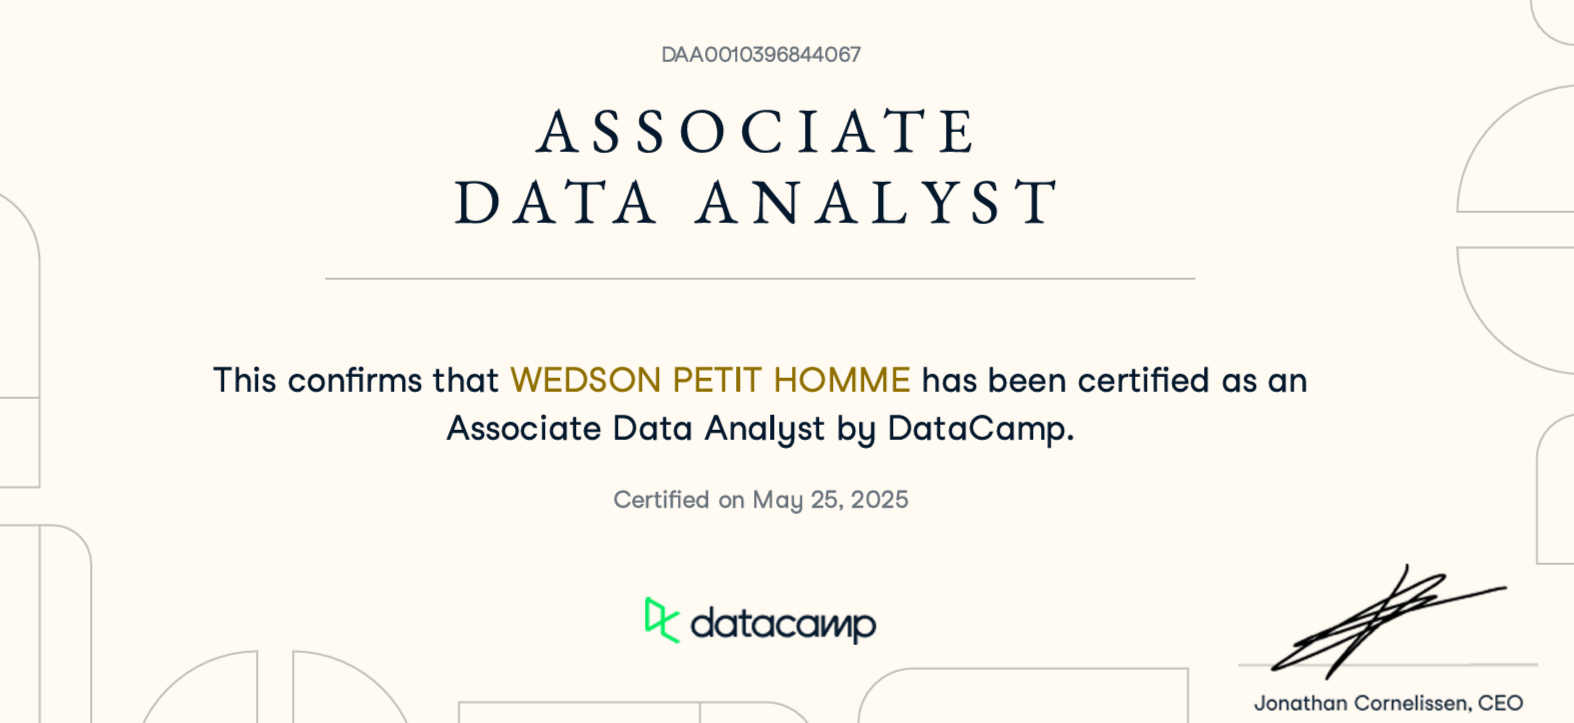 DAA0010396844067
ASSOCIATE
DATA ANALYST
This confirms that WEDSON PETIT HOMME has been certified as an
Associate Data Analyst by DataCamp.
Certified on May 25, 2025
datacamp
Jonathan Cornelissen, CEO